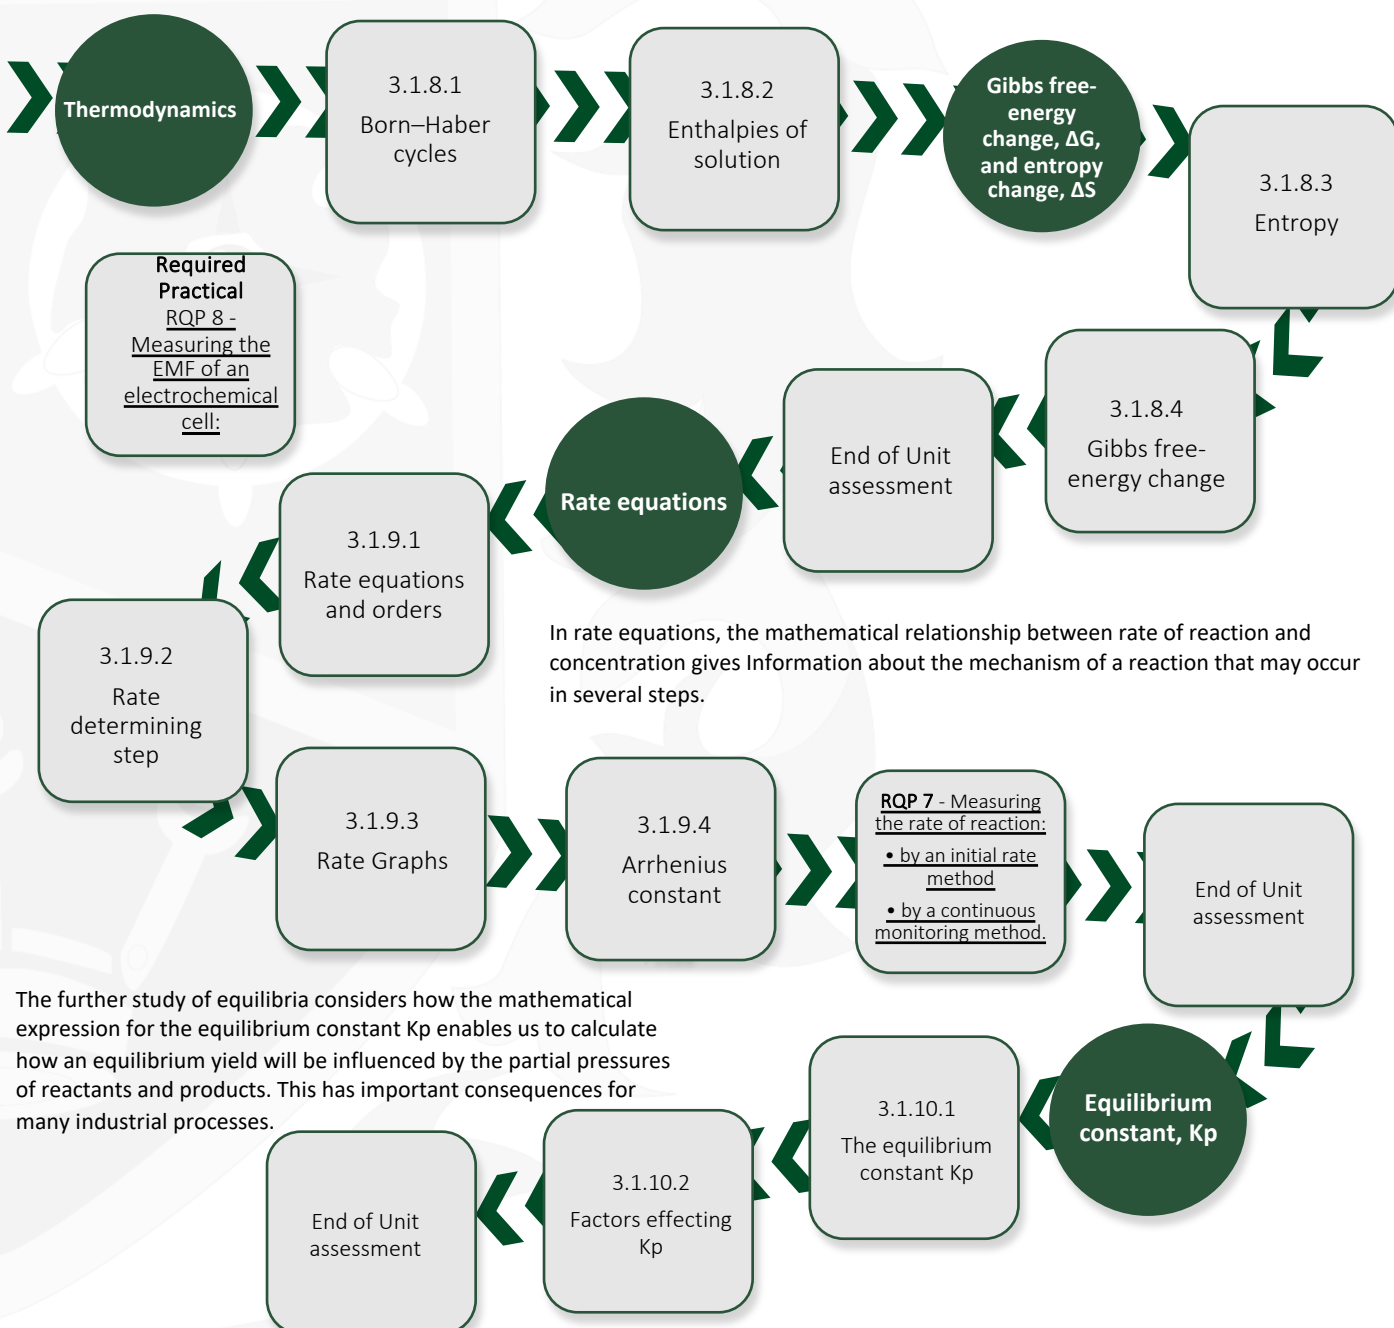 Thermodynamics
3.1.8.1
Born–Haber
cycles
3.1.8.2
Enthalpies of
solution
Gibbs free-
energy
change, ΔG,
and entropy
change, ΔS
3.1.8.3
Entropy
Required
Practical
RQP 8 -
Measuring the
EMF of an
electrochemical
cell:
3.1.8.4
Gibbs free-
energy change
End of Unit
assessment
Rate equations
3.1.9.1
Rate equations
and orders
In rate equations, the mathematical relationship between rate of reaction and
concentration gives Information about the mechanism of a reaction that may occur
in several steps.
3.1.9.2
Rate
determining
step
3.1.9.3
Rate Graphs
3.1.9.4
Arrhenius
constant
RQP 7 - Measuring
the rate of reaction:
• by an initial rate
method
• by a continuous
monitoring method.
End of Unit
assessment
The further study of equilibria considers how the mathematical
expression for the equilibrium constant Kp enables us to calculate
how an equilibrium yield will be influenced by the partial pressures
of reactants and products. This has important consequences for
many industrial processes.
Equilibrium
constant, Kp
3.1.10.1
The equilibrium
constant Kp
3.1.10.2
Factors effecting
Kp
End of Unit
assessment